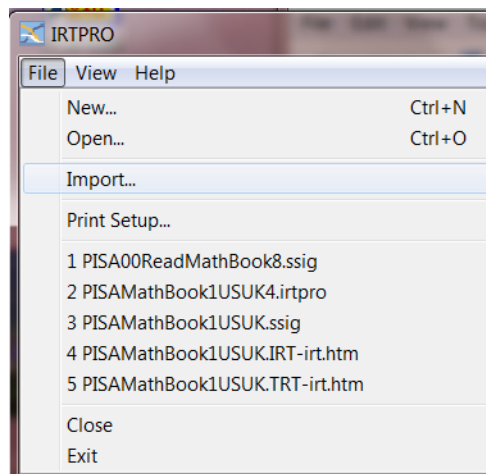 IRTPRO
File View Help
New... Ctrl+N
Open... Ctrl+O
Import...
Print Setup...
1 PISA00ReadMathBook8.ssig
2 PISAMathBook1USUK4.irtpro
3 PISAMathBook1USUK.ssig
4 PISAMathBook1USUK.IRT-irt.htm
5 PISAMathBook1USUK.TRT-irt.htm
Close
Exit